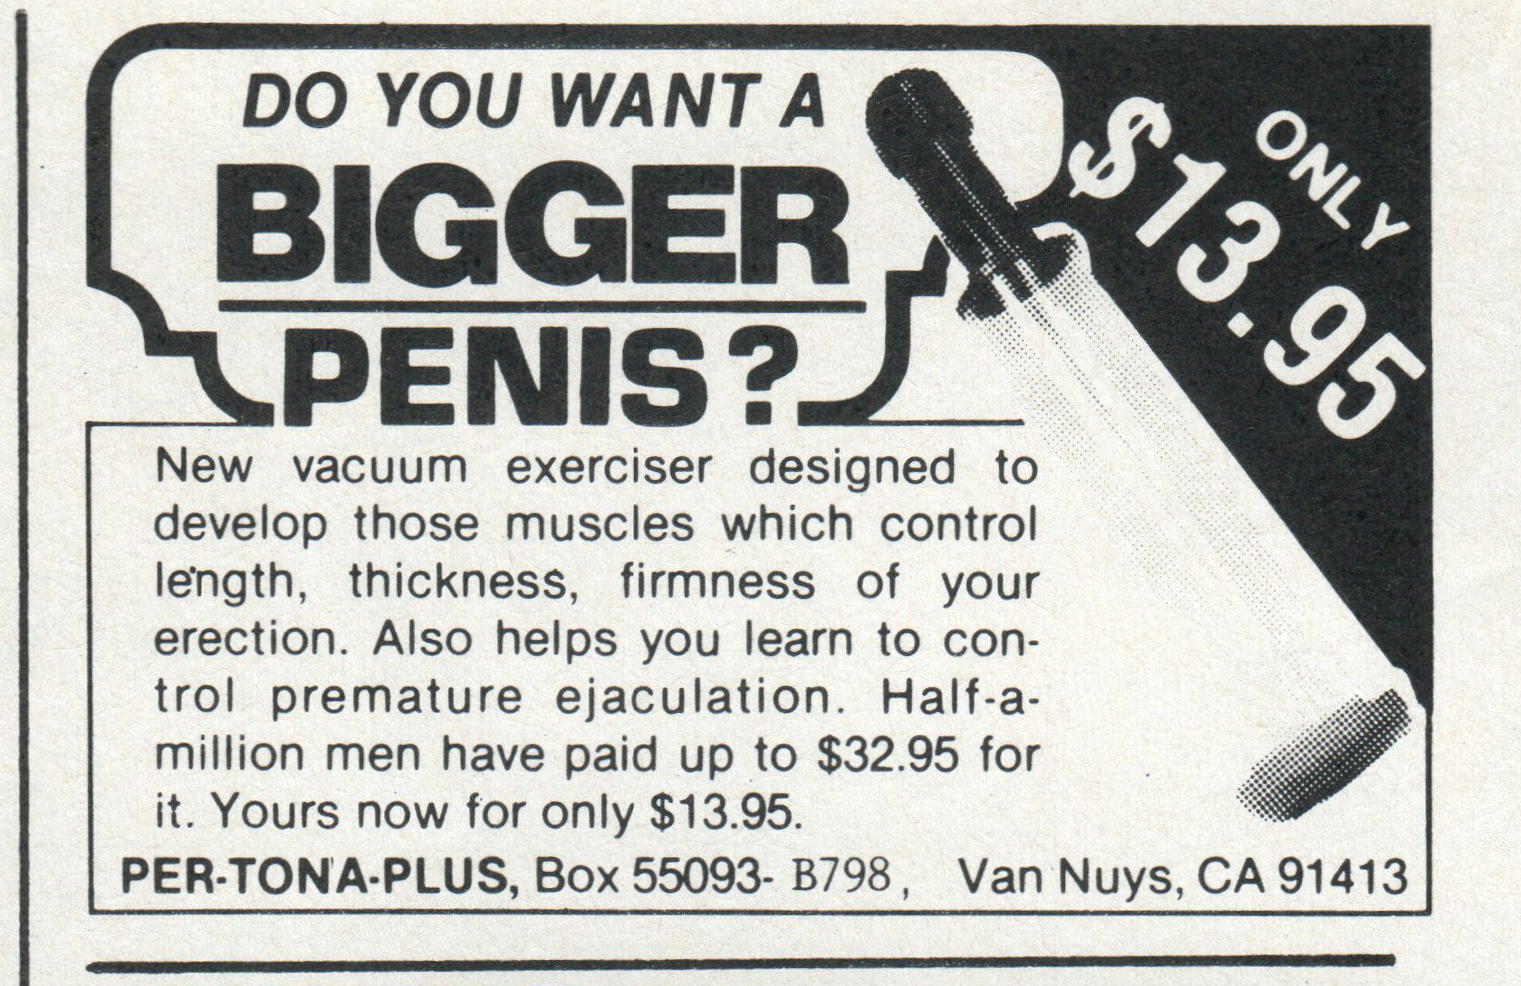 DO YOU WANT A
BIGGER
PENIS?
ONLY
$13.95
New vacuum exerciser designed to
develop those muscles which control
length, thickness, firmness of your
erection. Also helps you learn to con-
trol premature ejaculation. Half-a-
million men have paid up to $32.95 for
it. Yours now for only $13.95.
PER-TON'A-PLUS, Box 55093- B798, Van Nuys, CA 91413